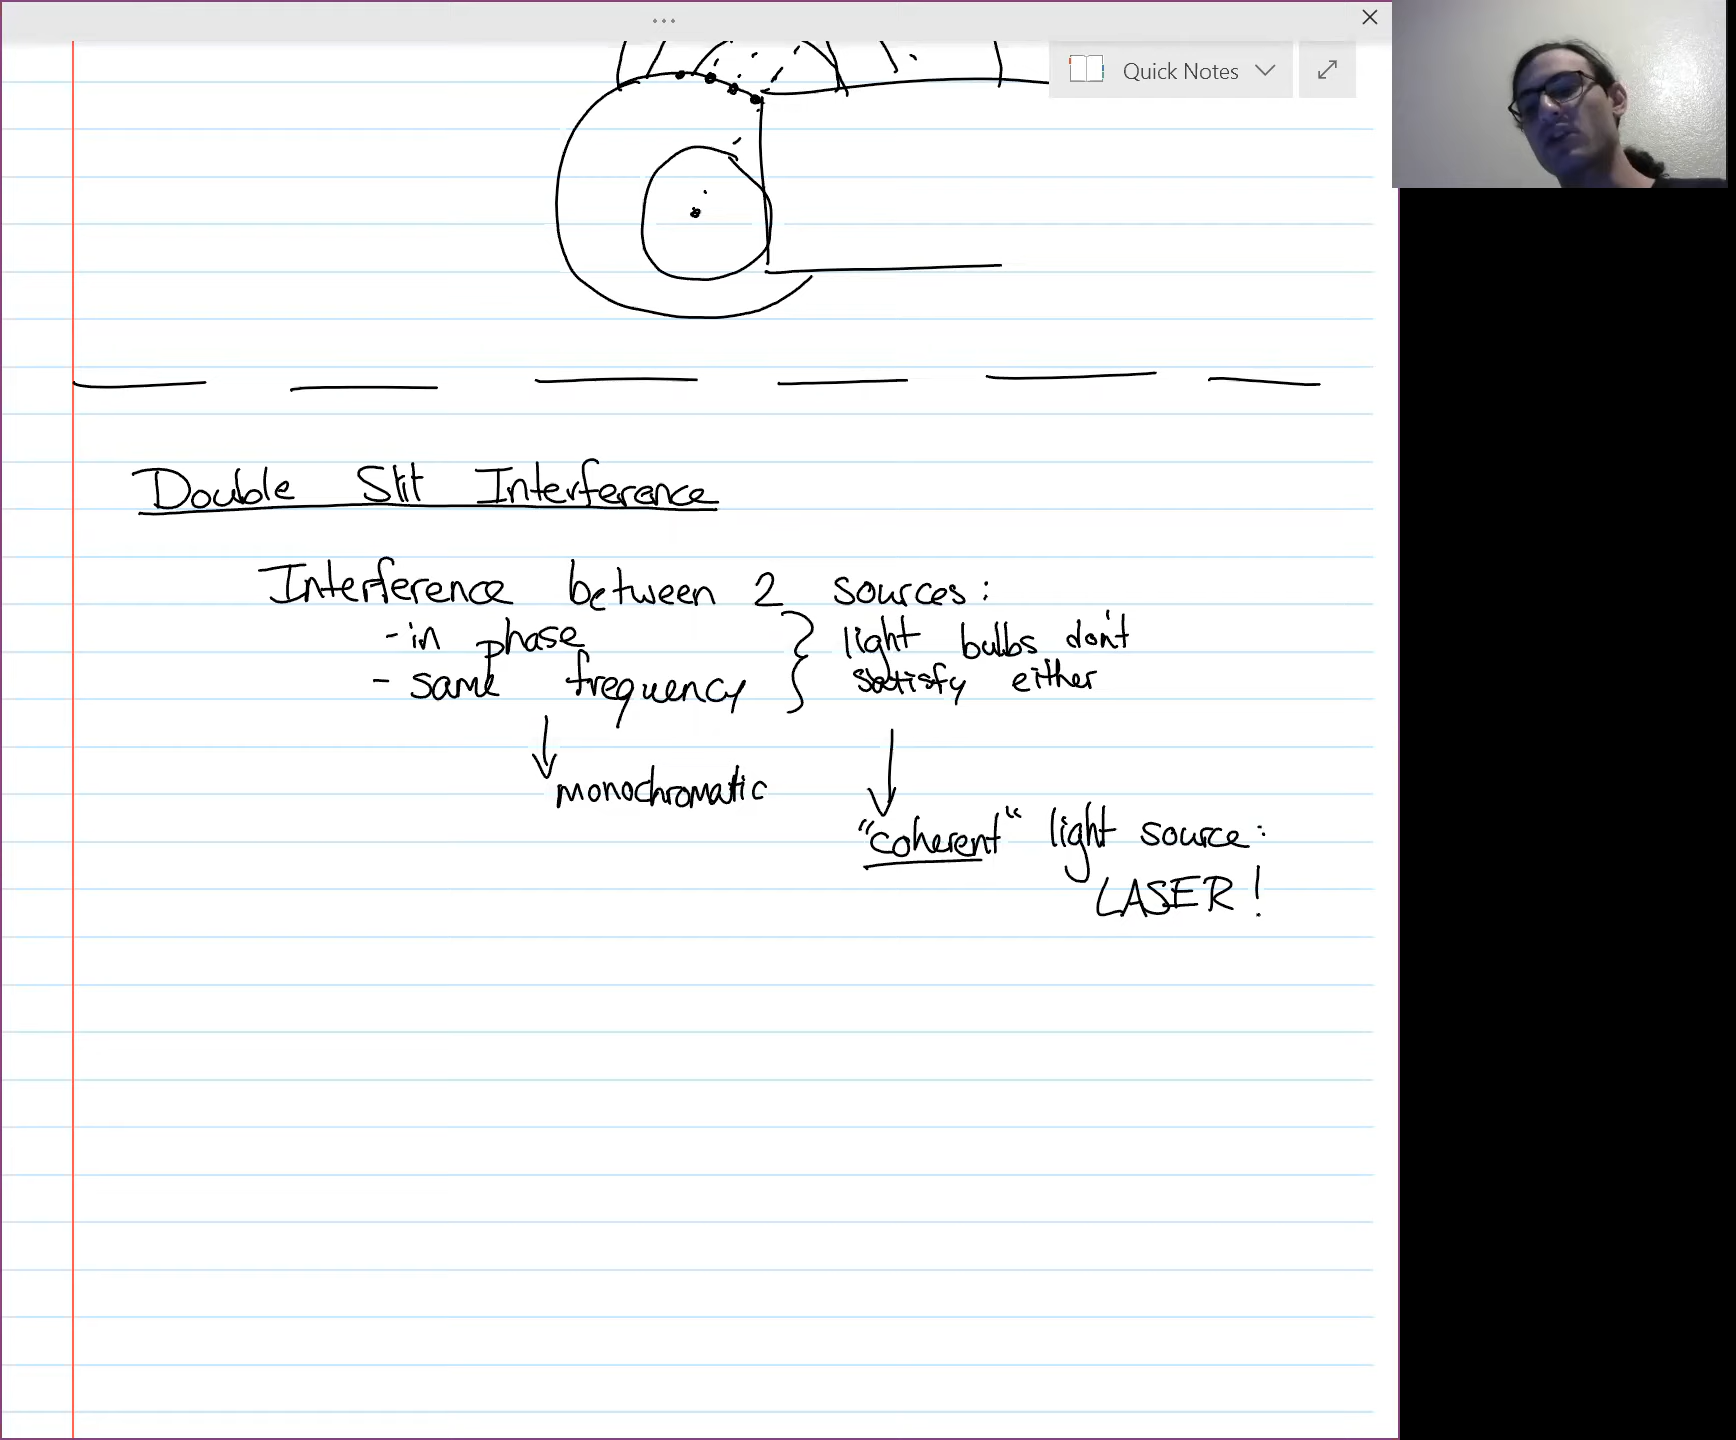 Quick Notes
Double Slit Interference
Interference between 2 sources:
- in phase
- same frequency
light bulbs don't
satisfy either
monochromatic
"coherent" light source:
LASER!